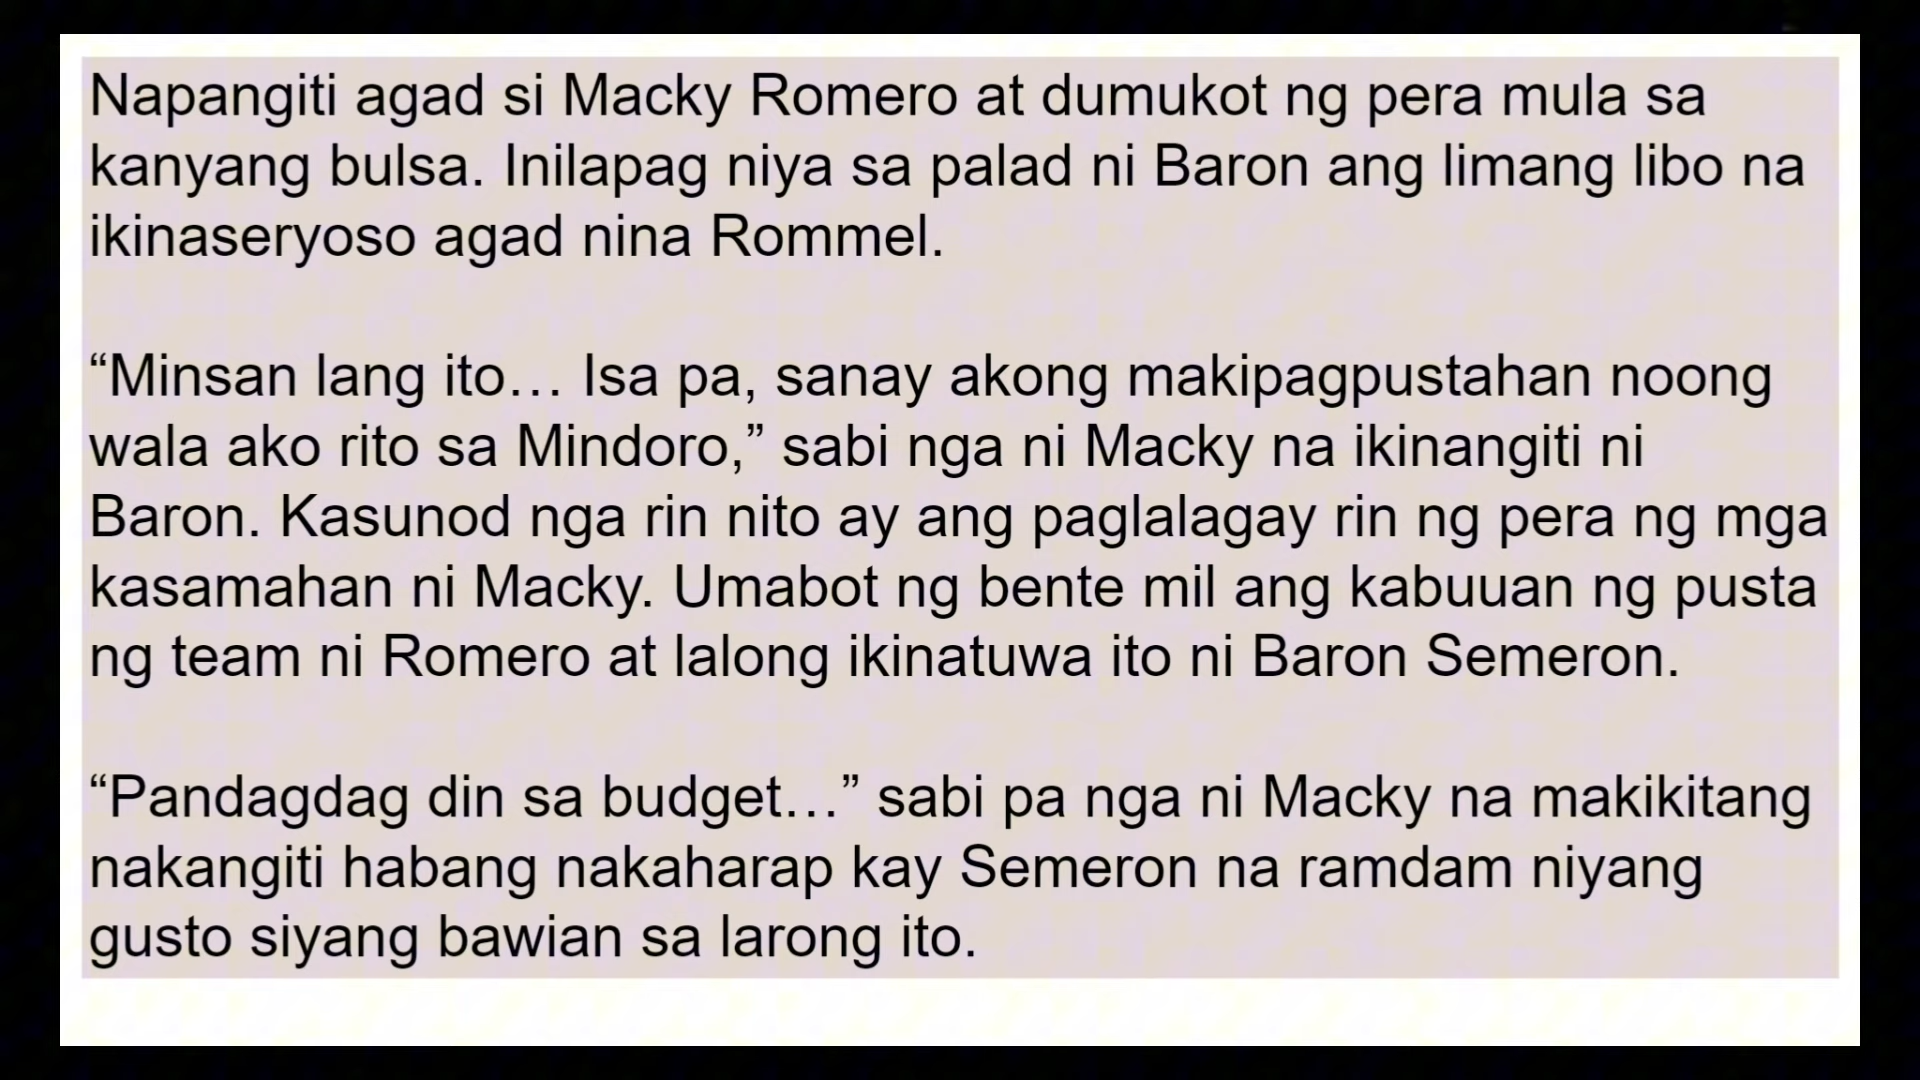 Napangiti agad si Macky Romero at dumukot ng pera mula sa
kanyang bulsa. Inilapag niya sa palad ni Baron ang limang libo na
ikinaseryoso agad nina Rommel.
“Minsan lang ito… Isa pa, sanay akong makipagpustahan noong
wala ako rito sa Mindoro,” sabi nga ni Macky na ikinangiti ni
Baron. Kasunod nga rin nito ay ang paglalagay rin ng pera ng mga
kasamahan ni Macky. Umabot ng bente mil ang kabuuan ng pusta
ng team ni Romero at lalong ikinatuwa ito ni Baron Semeron.
“Pandagdag din sa budget…” sabi pa nga ni Macky na makikitang
nakangiti habang nakaharap kay Semeron na ramdam niyang
gusto siyang bawian sa larong ito.